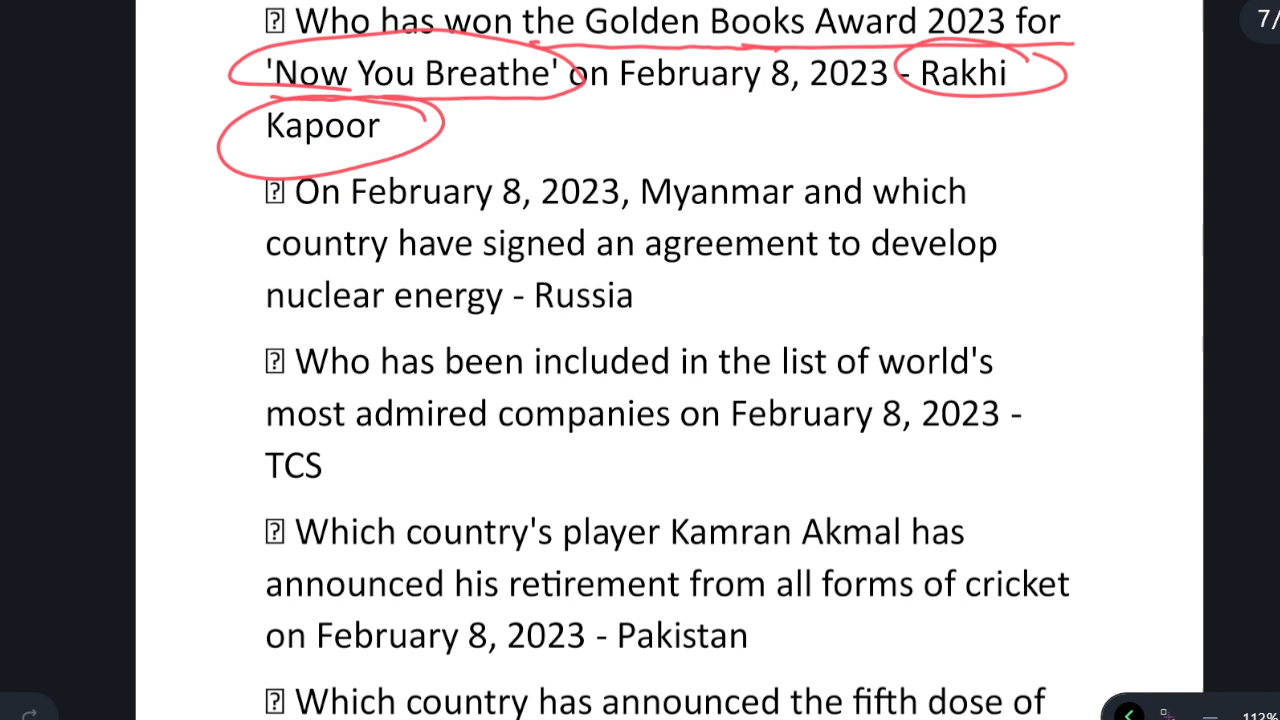 Who has won the Golden Books Award 2023 for
'Now You Breathe' on February 8, 2023 - Rakhi
Kapoor
On February 8, 2023, Myanmar and which
country have signed an agreement to develop
nuclear energy - Russia
Who has been included in the list of world's
most admired companies on February 8, 2023 -
TCS
Which country's player Kamran Akmal has
announced his retirement from all forms of cricket
on February 8, 2023 - Pakistan
Which country has announced the fifth dose of
7/
112%